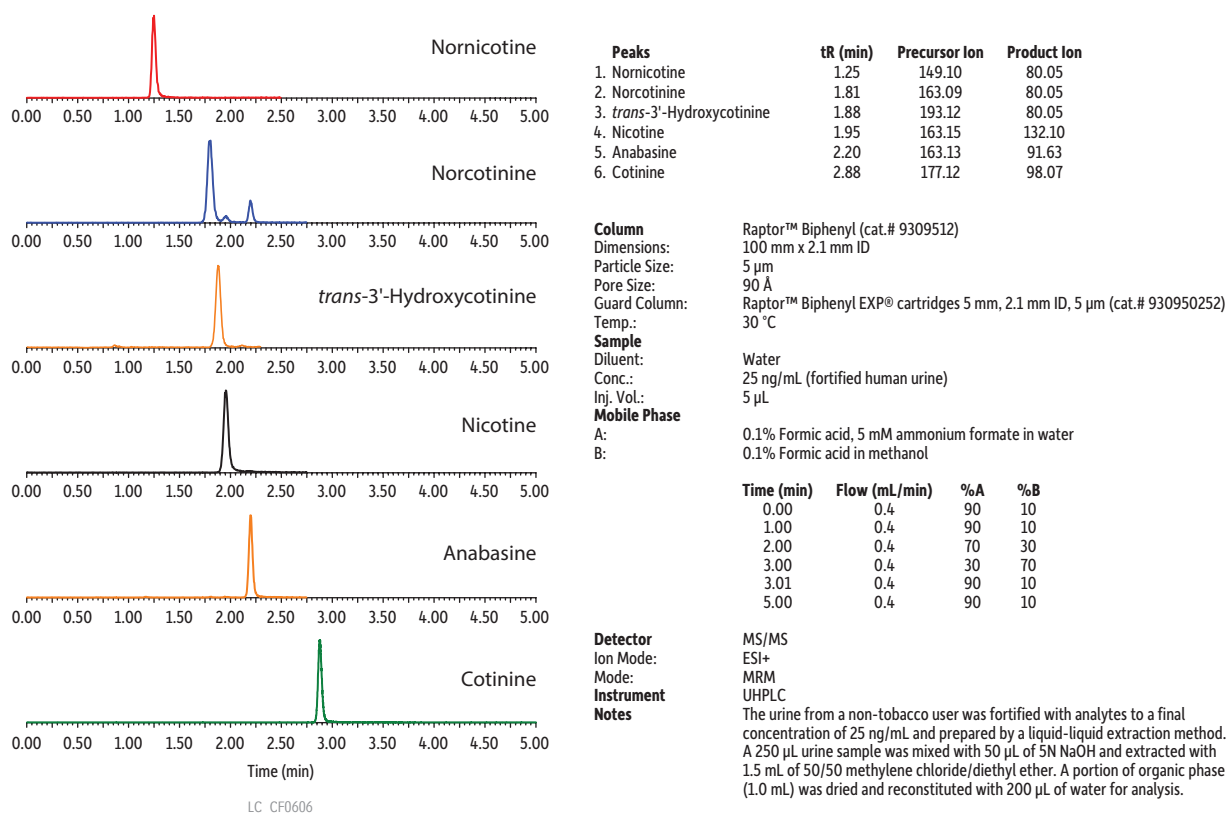 Nornicotine
0.00 0.50 1.00 1.50 2.00 2.50 3.00 3.50 4.00 4.50 5.00
Norcotinine
0.00 0.50 1.00 1.50 2.00 2.50 3.00 3.50 4.00 4.50 5.00
trans-3'-Hydroxycotinine
0.00 0.50 1.00 1.50 2.00 2.50 3.00 3.50 4.00 4.50 5.00
Nicotine
0.00 0.50 1.00 1.50 2.00 2.50 3.00 3.50 4.00 4.50 5.00
Anabasine
0.00 0.50 1.00 1.50 2.00 2.50 3.00 3.50 4.00 4.50 5.00
Cotinine
0.00 0.50 1.00 1.50 2.00 2.50 3.00 3.50 4.00 4.50 5.00
Time (min)
LC_CF0606
Peaks tR (min) Precursor Ion Product Ion
1. Nornicotine 1.25 149.10 80.05
2. Norcotinine 1.81 163.09 80.05
3. trans-3'-Hydroxycotinine 1.88 193.12 80.05
4. Nicotine 1.95 163.15 132.10
5. Anabasine 2.20 163.13 91.63
6. Cotinine 2.88 177.12 98.07
Column Raptor™ Biphenyl (cat.# 9309512)
Dimensions: 100 mm x 2.1 mm ID
Particle Size: 5 µm
Pore Size: 90 Å
Guard Column: Raptor™ Biphenyl EXP® cartridges 5 mm, 2.1 mm ID, 5 µm (cat.# 930950252)
Temp.: 30 °C
Sample
Diluent: Water
Conc.: 25 ng/mL (fortified human urine)
Inj. Vol.: 5 µL
Mobile Phase
A: 0.1% Formic acid, 5 mM ammonium formate in water
B: 0.1% Formic acid in methanol
Time (min) Flow (mL/min) %A %B
0.00 0.4 90 10
1.00 0.4 90 10
2.00 0.4 70 30
3.00 0.4 30 70
3.01 0.4 90 10
5.00 0.4 90 10
Detector MS/MS
Ion Mode: ESI+
Mode: MRM
Instrument UHPLC
Notes The urine from a non-tobacco user was fortified with analytes to a final
concentration of 25 ng/mL and prepared by a liquid-liquid extraction method.
A 250 µL urine sample was mixed with 50 µL of 5N NaOH and extracted with
1.5 mL of 50/50 methylene chloride/diethyl ether. A portion of organic phase
(1.0 mL) was dried and reconstituted with 200 µL of water for analysis.